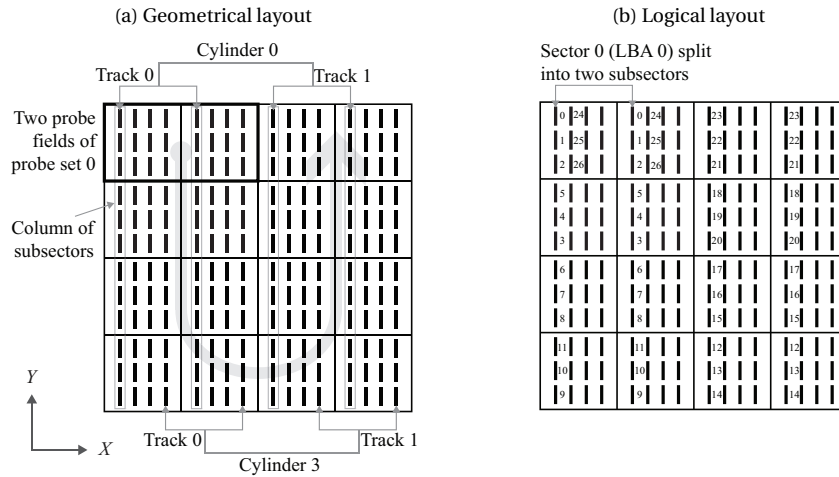 (a) Geometrical layout
Cylinder 0
Track 0
Track 1
Two probe
fields of
probe set 0
Column of
subsectors
Y
X
Track 0
Track 1
Cylinder 3
(b) Logical layout
Sector 0 (LBA 0) split
into two subsectors
0 24 0 24 23 23
1 25 1 25 22 22
2 26 2 26 21 21
5 5 18 18
4 4 19 19
3 3 20 20
6 6 17 17
7 7 16 16
8 8 15 15
11 11 12 12
10 10 13 13
9 9 14 14